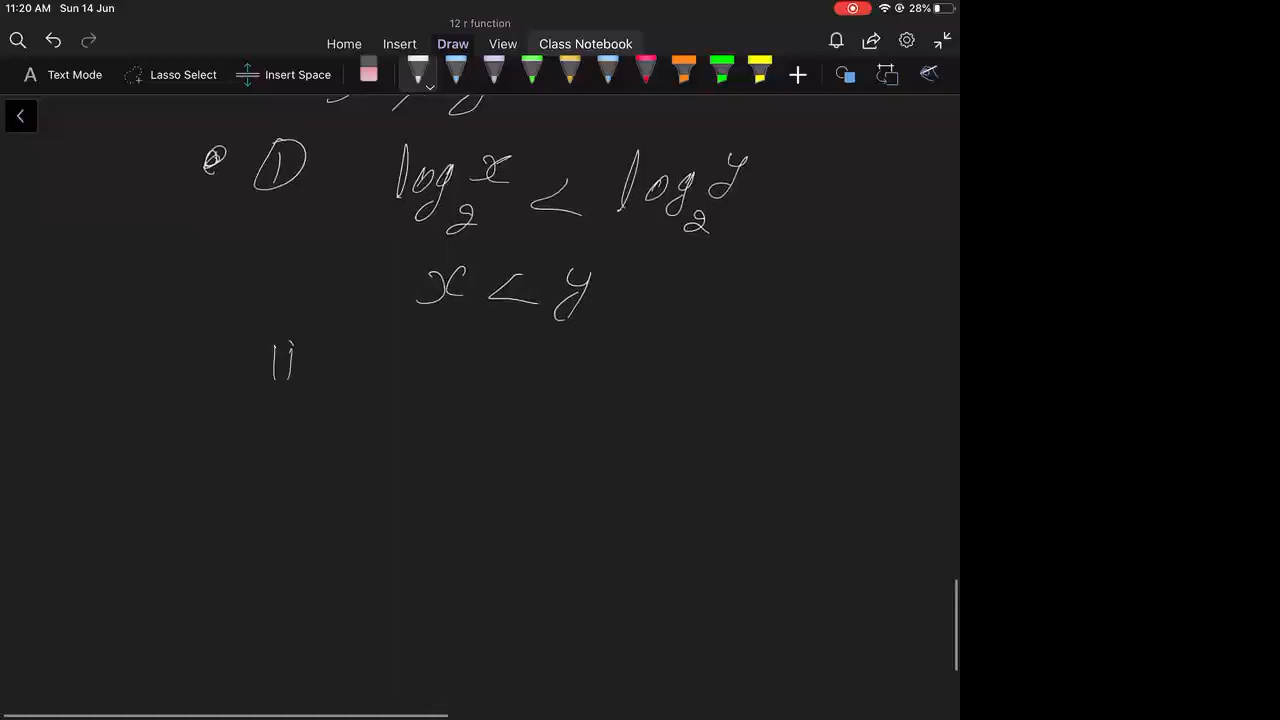 11:20 AM Sun 14 Jun 28%
12 r function
Home Insert Draw View Class Notebook
A Text Mode Lasso Select Insert Space
① log₂ x < log₂ y
x < y
ii